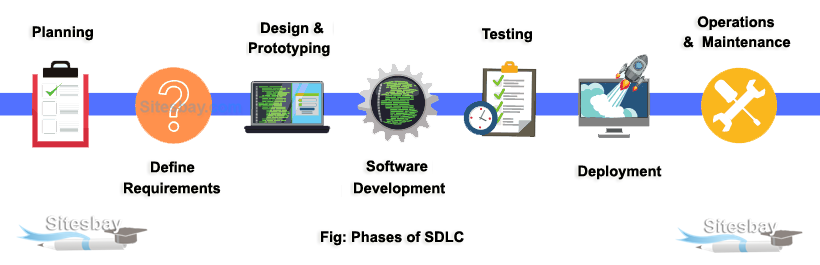 Planning
Sitesbay
Define
Requirements
Design &
Prototyping
Software
Development
Testing
Deployment
Operations
& Maintenance
Sitesbay
Fig: Phases of SDLC
Sitesbay